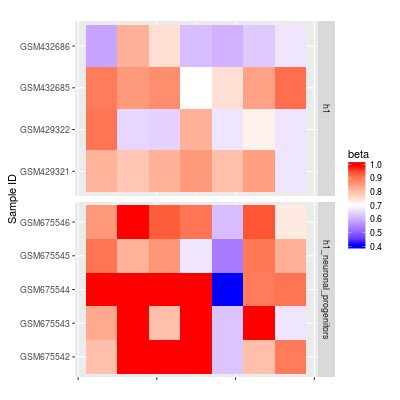 GSM432686
GSM432685
GSM429322
GSM429321
h1
Sample ID
GSM675546
GSM675545
GSM675544
GSM675543
GSM675542
h1_neuronal_progenitors
beta
1.0
0.9
0.8
0.7
0.6
0.5
0.4